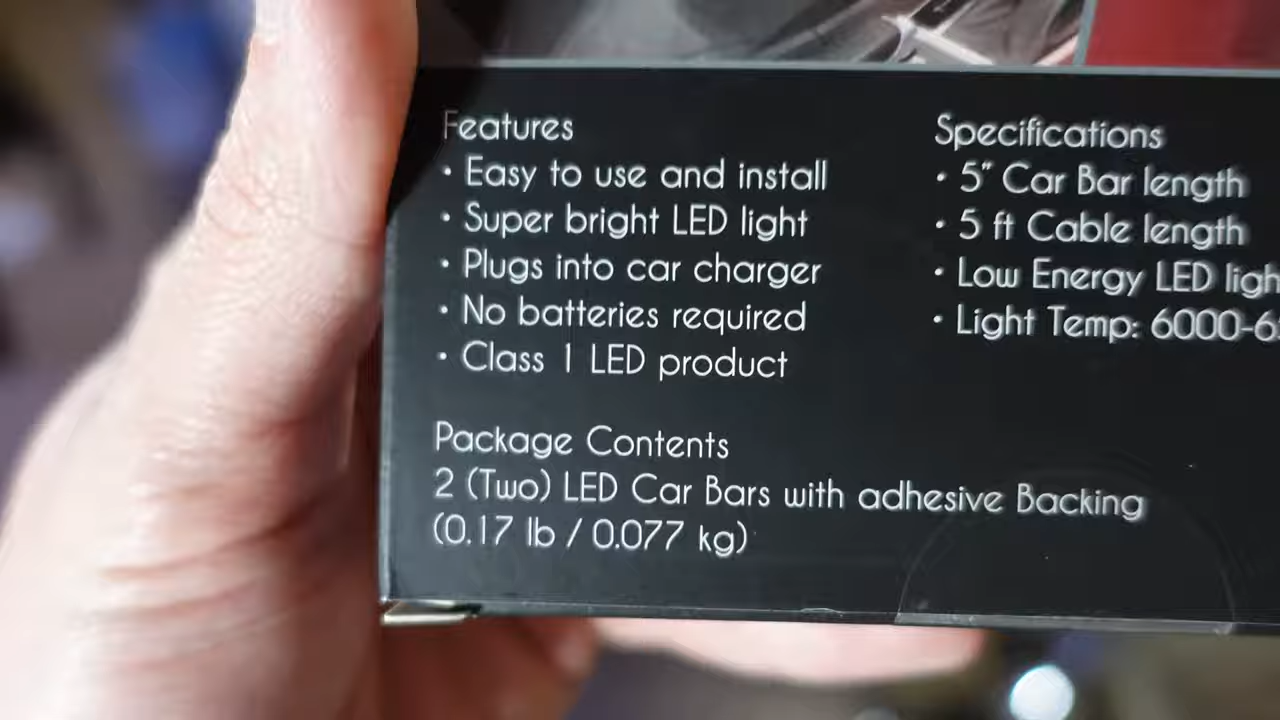 Features
• Easy to use and install
• Super bright LED light
• Plugs into car charger
• No batteries required
• Class 1 LED product
Specifications
• 5" Car Bar length
• 5 ft Cable length
• Low Energy LED
• Light Temp:
Package Contents
2 (Two) LED Car Bars with adhesive Backing
(0.17 lb / 0.077 kg)